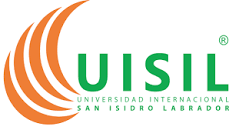 UISIL®
UNIVERSIDAD INTERNACIONAL
SAN ISIDRO LABRADOR